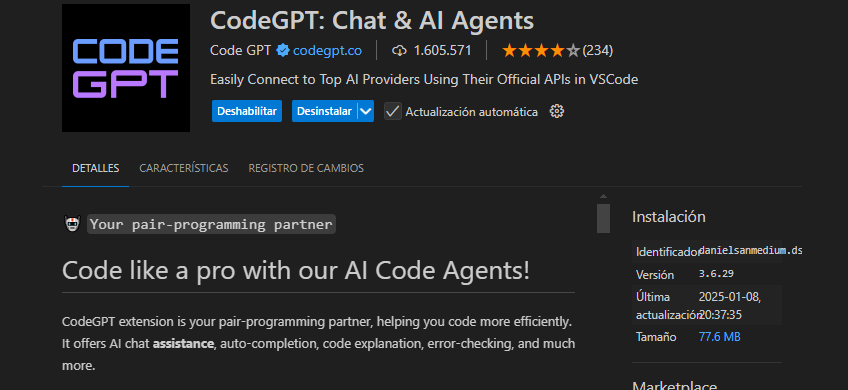 CODE
GPT
CodeGPT: Chat & AI Agents
Code GPT codegpt.co 1.605.571 (234)
Easily Connect to Top AI Providers Using Their Official APIs in VSCode
Deshabilitar Desinstalar Actualización automática
DETALLES CARACTERÍSTICAS REGISTRO DE CAMBIOS
Your pair-programming partner
Code like a pro with our AI Code Agents!
CodeGPT extension is your pair-programming partner, helping you code more efficiently.
It offers AI chat assistance, auto-completion, code explanation, error-checking, and much
more.
Instalación
Identificador danielsanmedium.ds
Versión 3.6.29
Última 2025-01-08,
actualización 20:37:35
Tamaño 77.6 MB
Marketplace